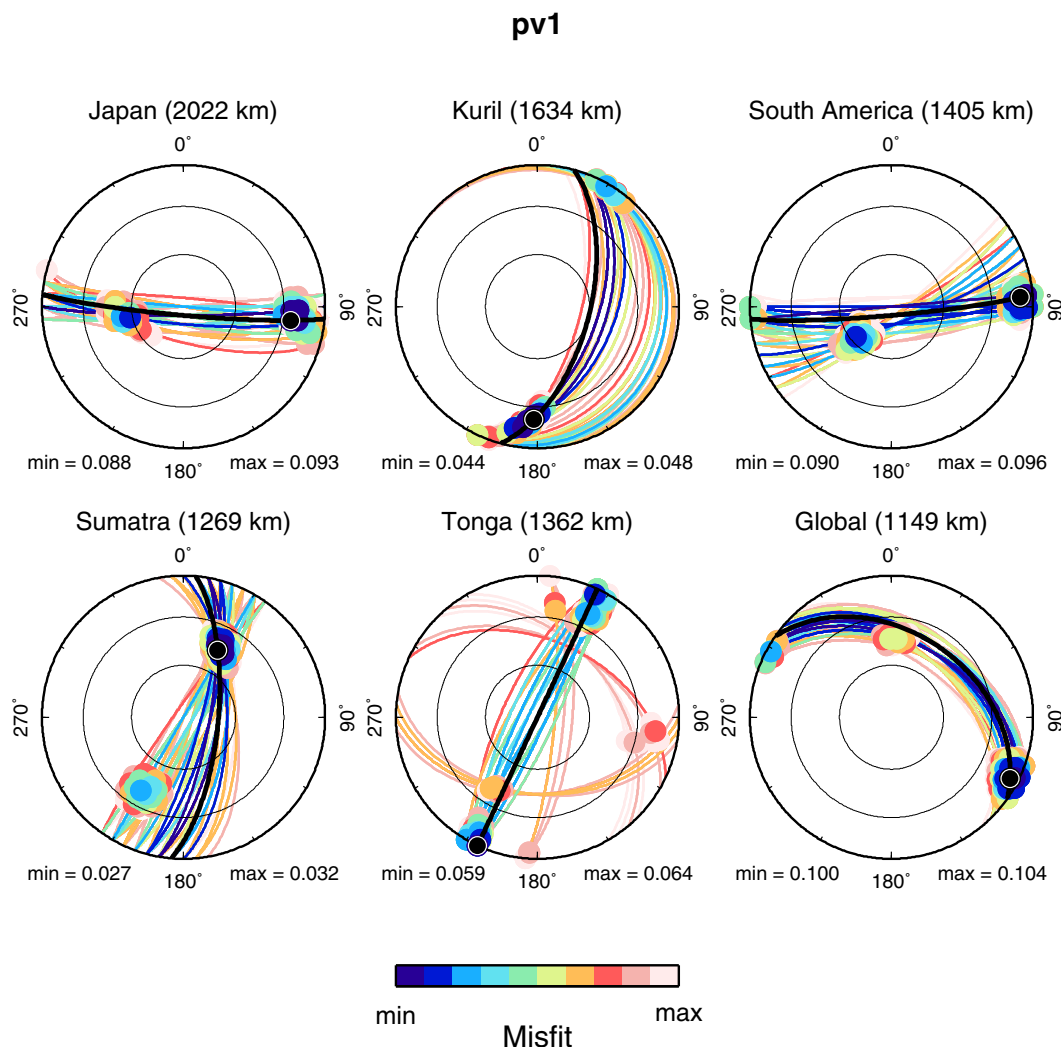 pv1
Japan (2022 km) Kuril (1634 km) South America (1405 km)
0° 0° 0°
270° 90° 270° 90° 270° 90°
min = 0.088 180° max = 0.093 min = 0.044 180° max = 0.048 min = 0.090 180° max = 0.096
Sumatra (1269 km) Tonga (1362 km) Global (1149 km)
0° 0° 0°
270° 90° 270° 90° 270° 90°
min = 0.027 180° max = 0.032 min = 0.059 180° max = 0.064 min = 0.100 180° max = 0.104
min max
Misfit